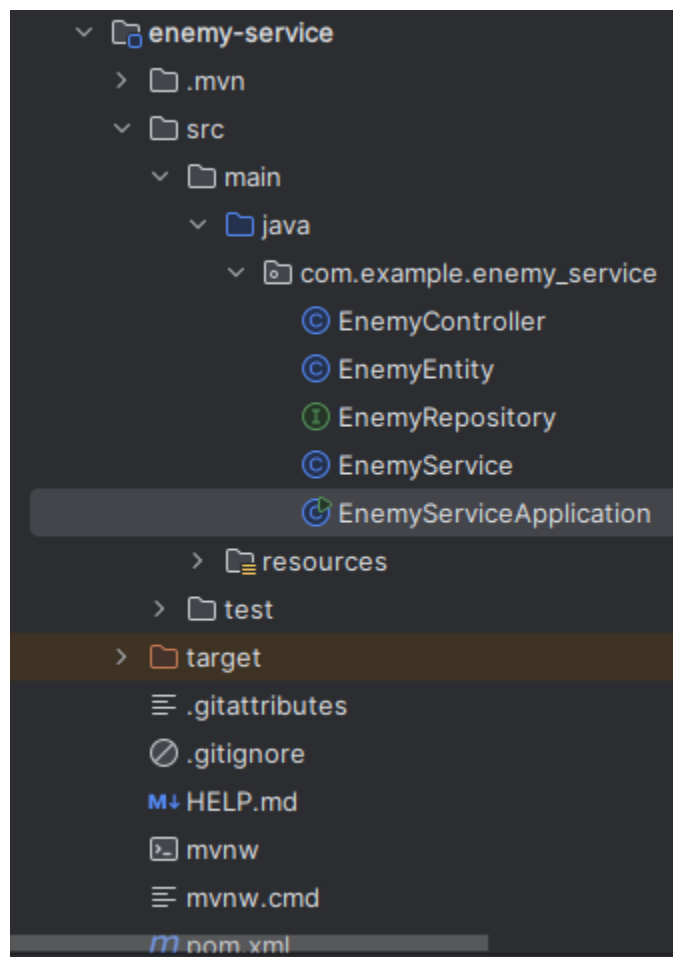 enemy-service
.mvn
src
main
java
com.example.enemy_service
EnemyController
EnemyEntity
EnemyRepository
EnemyService
EnemyServiceApplication
resources
test
target
.gitattributes
.gitignore
HELP.md
mvnw
mvnw.cmd
pom.xml